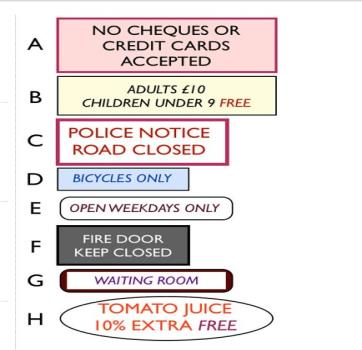 A
NO CHEQUES OR
CREDIT CARDS
ACCEPTED
B
ADULTS £10
CHILDREN UNDER 9 FREE
C
POLICE NOTICE
ROAD CLOSED
D
BICYCLES ONLY
E
OPEN WEEKDAYS ONLY
F
FIRE DOOR
KEEP CLOSED
G
WAITING ROOM
H
TOMATO JUICE
10% EXTRA FREE